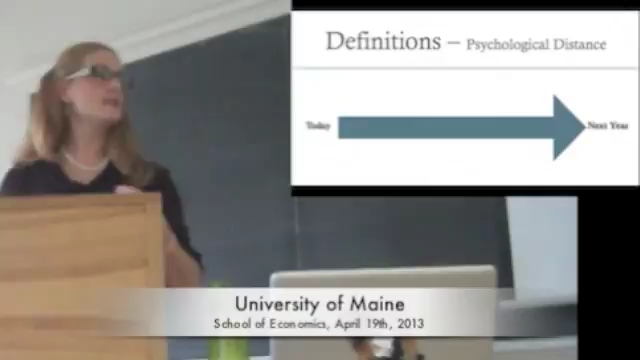 Definitions – Psychological Distance
Today
Next Year
University of Maine
School of Economics, April 19th, 2013